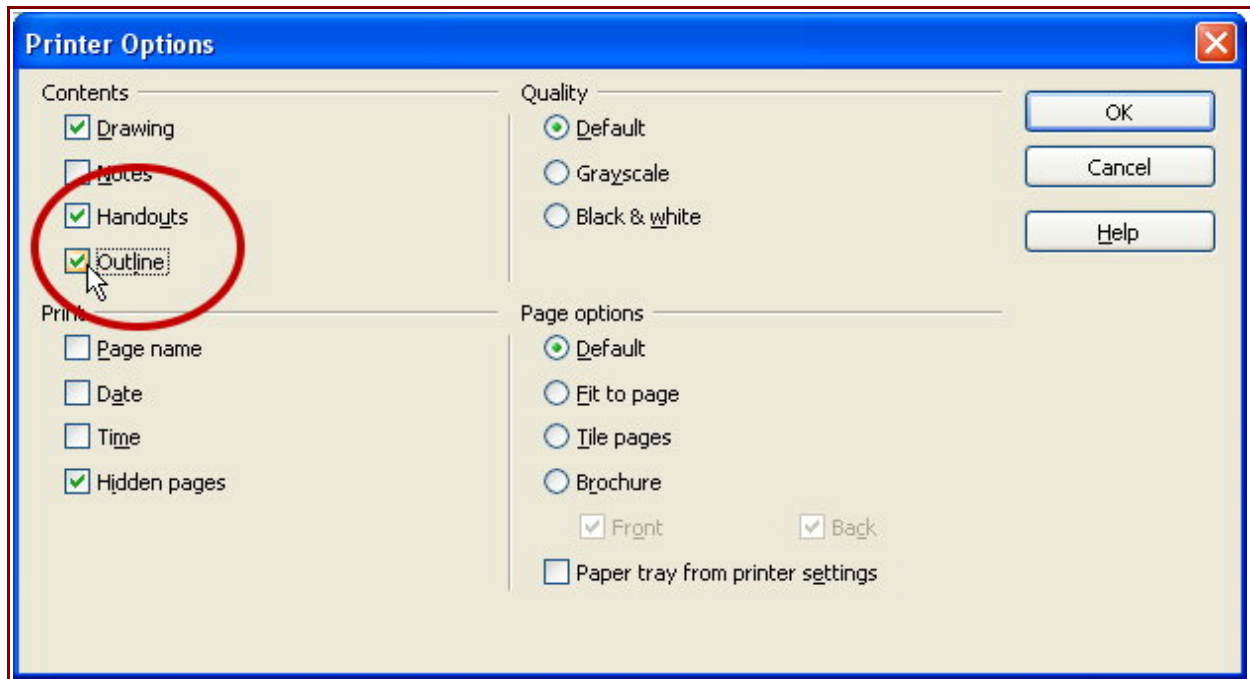 Printer Options
Contents
Drawing
Notes
Handouts
Outline
Quality
Default
Grayscale
Black & white
OK
Cancel
Help
Print
Page name
Date
Time
Hidden pages
Page options
Default
Fit to page
Tile pages
Brochure
Front Back
Paper tray from printer settings